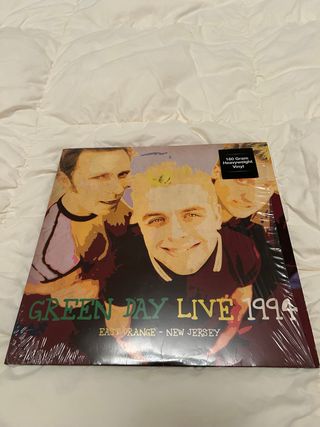 180 Gram
Heavyweight
Vinyl
GREEN DAY LIVE 1994
EAST ORANGE - NEW JERSEY